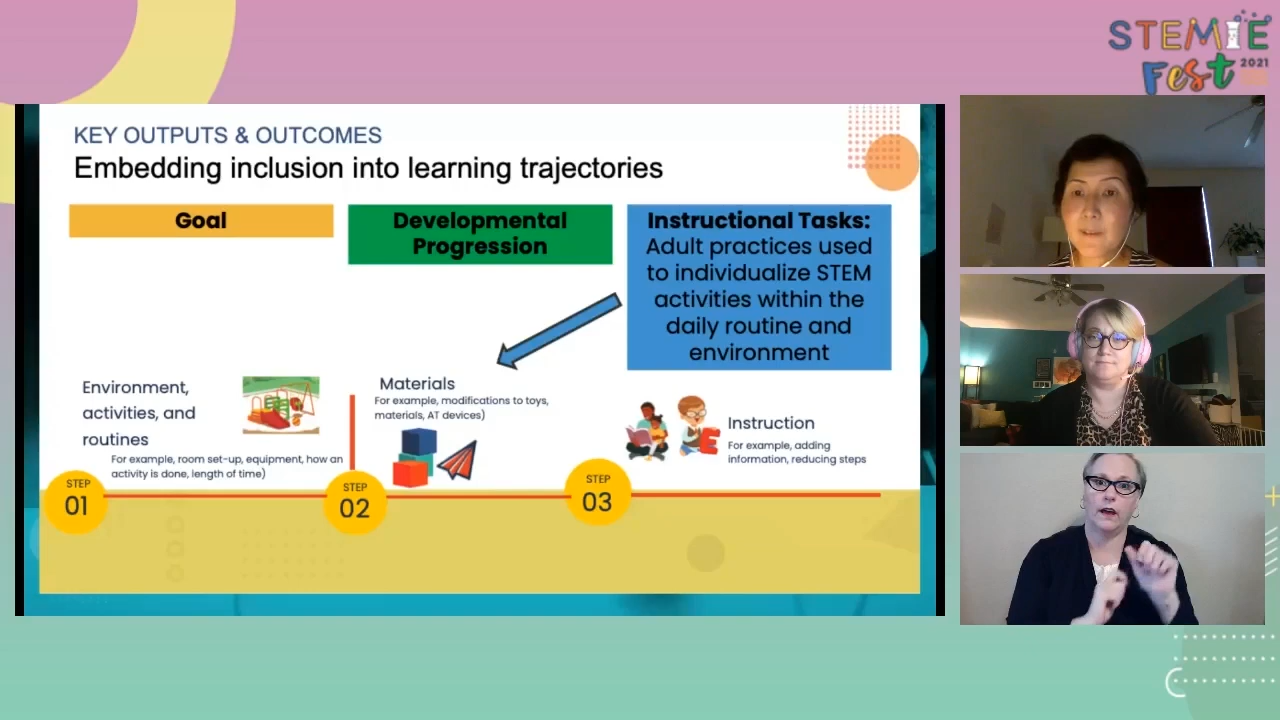 STEMIE
Fest 2021
KEY OUTPUTS & OUTCOMES
Embedding inclusion into learning trajectories
Goal
Developmental
Progression
Instructional Tasks:
Adult practices used
to individualize STEM
activities within the
daily routine and
environment
Environment,
activities, and
routines
For example, room set-up, equipment, how an
activity is done, length of time)
Materials
For example, modifications to toys,
materials, AT devices)
Instruction
For example, adding
information, reducing steps
STEP
01
STEP
02
STEP
03